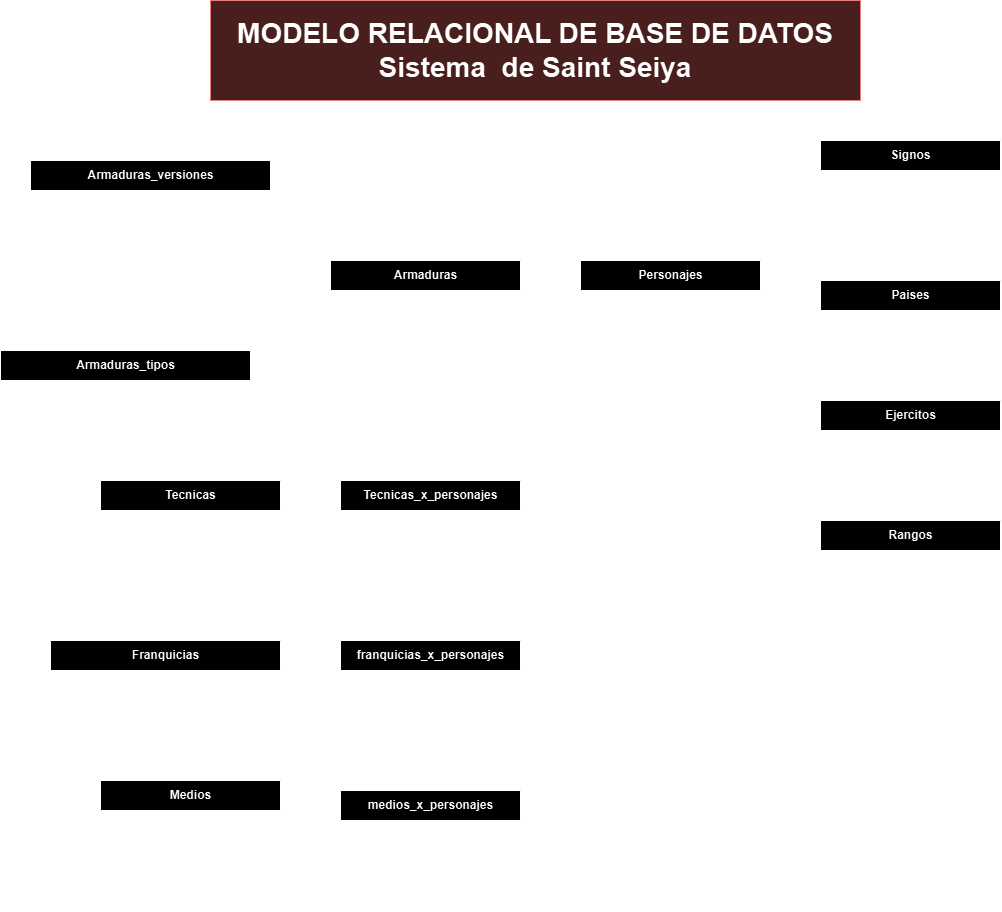 MODELO RELACIONAL DE BASE DE DATOS
Sistema  de Saint Seiya
Signos
Armaduras_versiones
Armaduras
Personajes
Paises
Armaduras_tipos
Ejercitos
Tecnicas
Tecnicas_x_personajes
Rangos
Franquicias
franquicias_x_personajes
Medios
medios_x_personajes